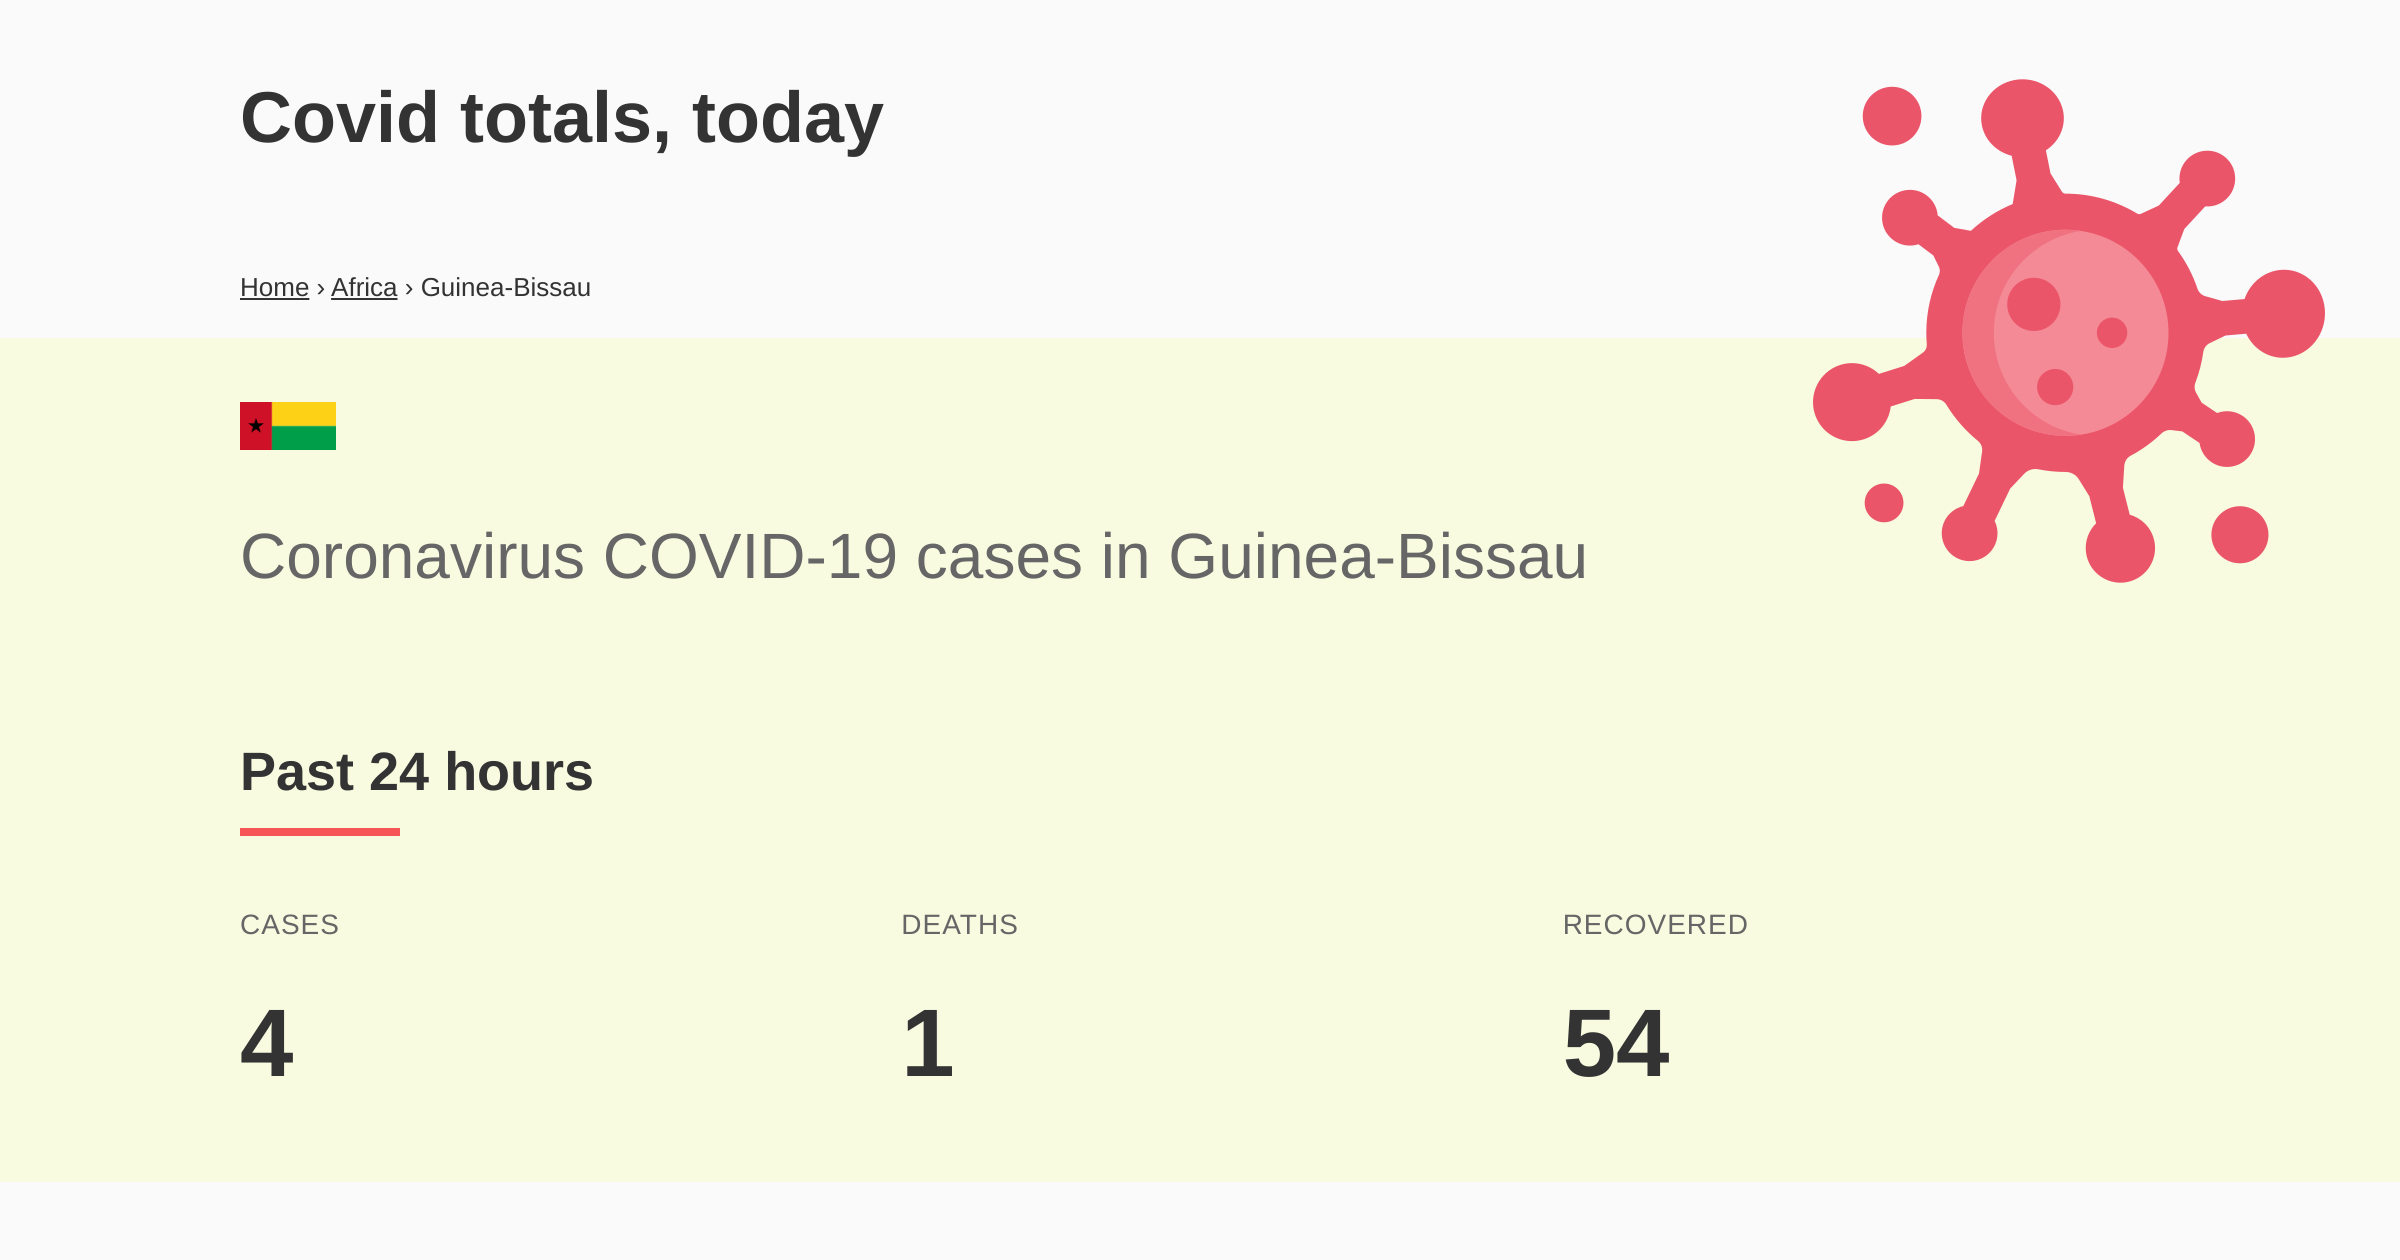 Covid totals, today
Home › Africa › Guinea-Bissau
Coronavirus COVID-19 cases in Guinea-Bissau
Past 24 hours
CASES
DEATHS
RECOVERED
4
1
54